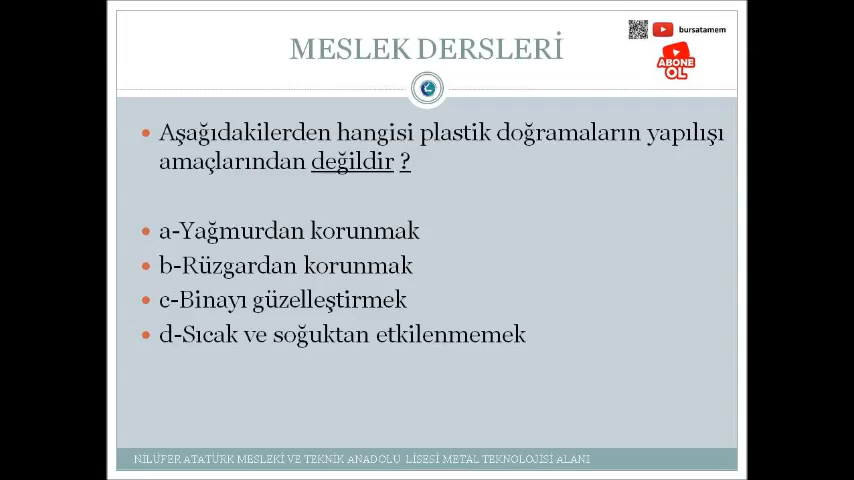 bursatamem
ABONE
OL
MESLEK DERSLERİ
Aşağıdakilerden hangisi plastik doğramaların yapılışı
amaçlarından değildir ?
a-Yağmurdan korunmak
b-Rüzgardan korunmak
c-Binayı güzelleştirmek
d-Sıcak ve soğuktan etkilenmemek
NİLÜFER ATATÜRK MESLEKİ VE TEKNİK ANADOLU LİSESİ METAL TEKNOLOJİSİ ALANI